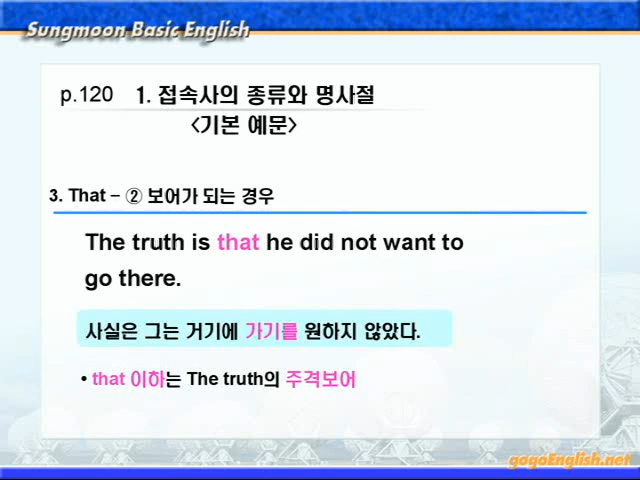 Sungmoon Basic English
p.120 1. 접속사의 종류와 명사절
<기본 예문>
3. That – ② 보어가 되는 경우
The truth is that he did not want to
go there.
사실은 그는 거기에 가기를 원하지 않았다.
• that 이하는 The truth의 주격보어
gogoEnglish.net